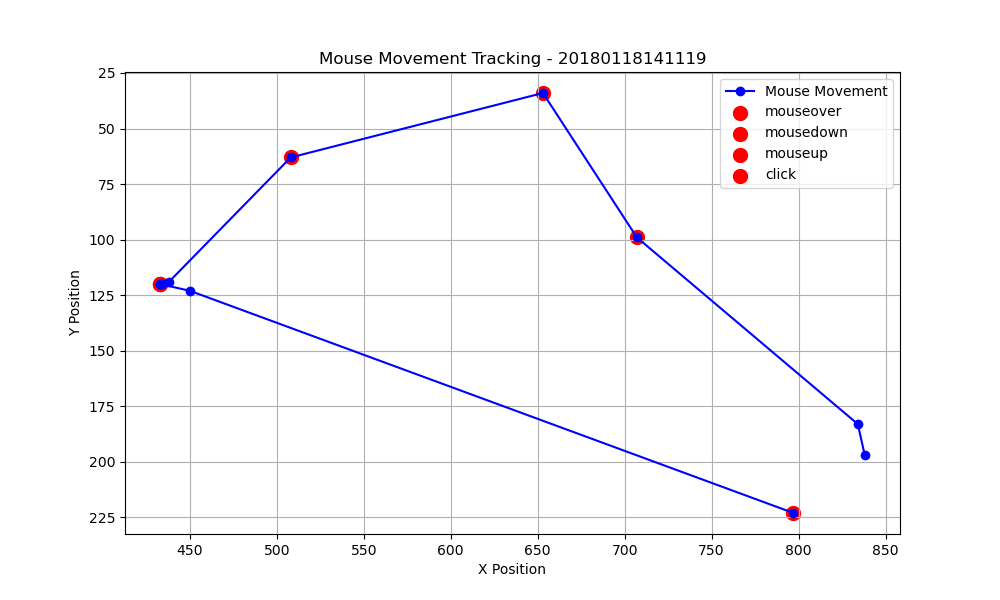 Mouse Movement Tracking - 20180118141119
Mouse Movement
mouseover
mousedown
mouseup
click
25
50
75
100
125
150
175
200
225
Y Position
450
500
550
600
650
700
750
800
850
X Position